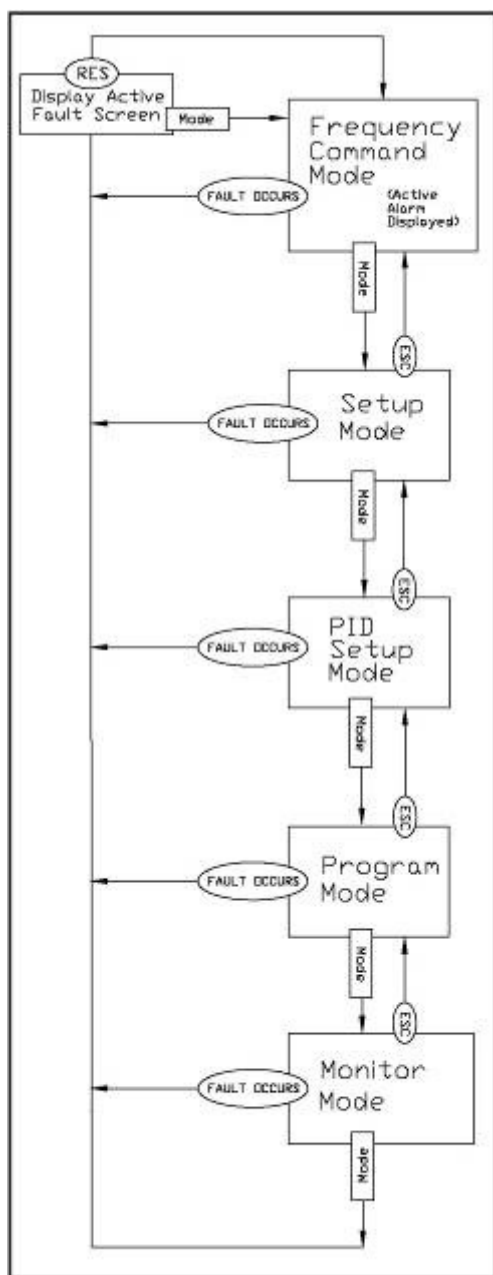 RES
Display Active
Fault Screen
Mode
Frequency
Command
Mode
(Active
Alarm
Displayed)
FAULT OCCURS
Mode
ESC
Setup
Mode
FAULT OCCURS
Mode
ESC
PID
Setup
Mode
FAULT OCCURS
Mode
ESC
Program
Mode
FAULT OCCURS
Mode
ESC
Monitor
Mode
FAULT OCCURS
Mode